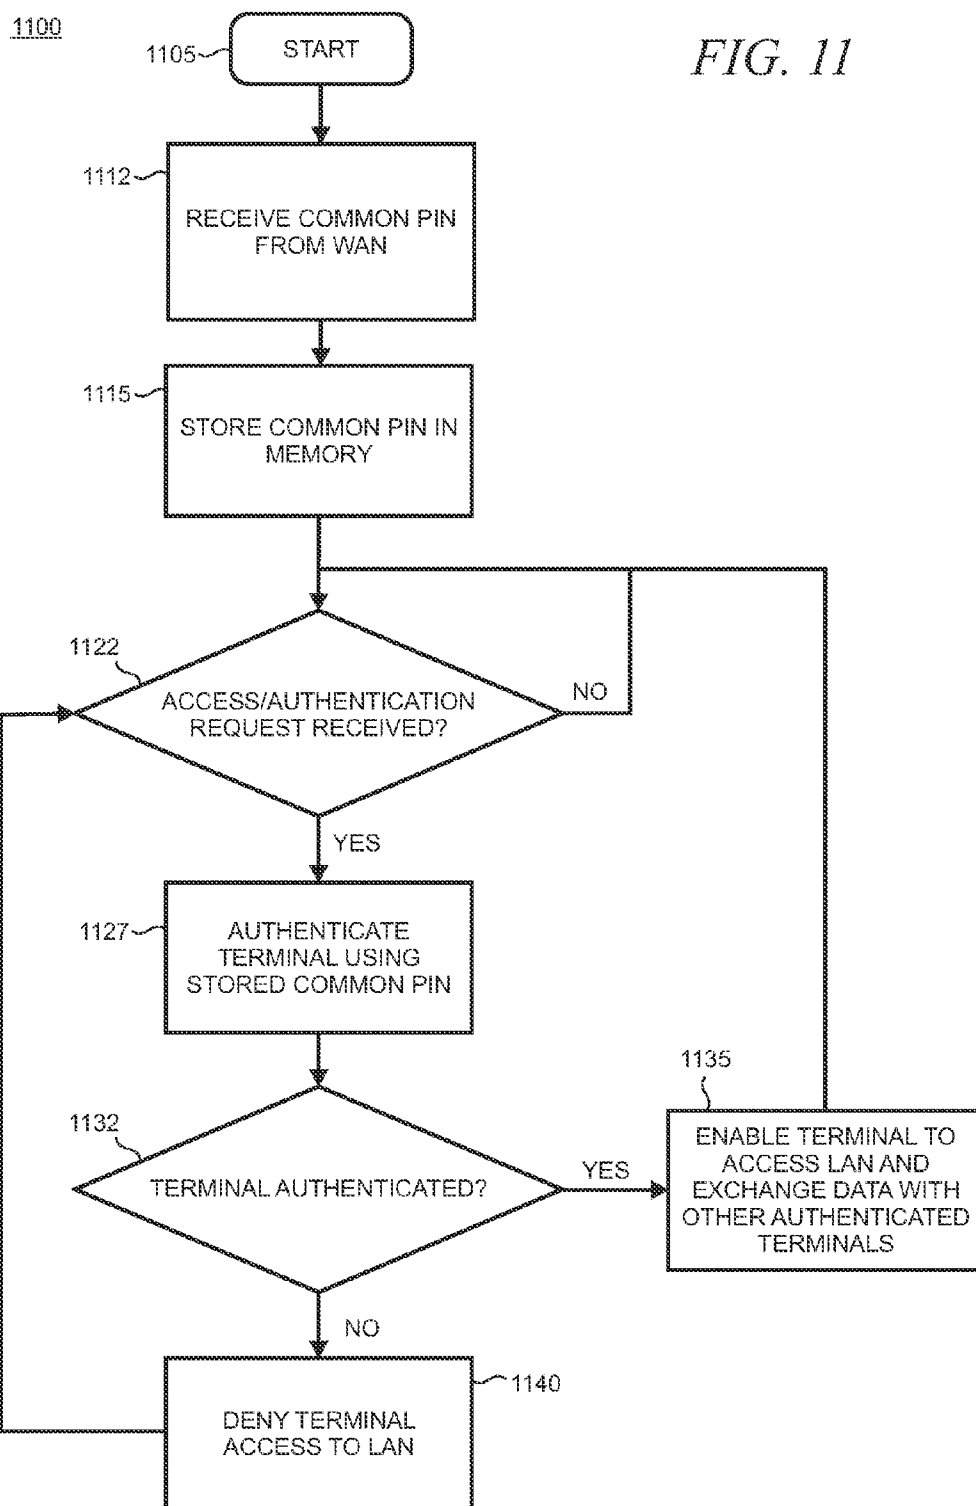 1100
FIG. 11
1105
START
1112
RECEIVE COMMON PIN
FROM WAN
1115
STORE COMMON PIN IN
MEMORY
1122
ACCESS/AUTHENTICATION
REQUEST RECEIVED?
NO
YES
1127
AUTHENTICATE
TERMINAL USING
STORED COMMON PIN
1132
TERMINAL AUTHENTICATED?
YES
1135
ENABLE TERMINAL TO
ACCESS LAN AND
EXCHANGE DATA WITH
OTHER AUTHENTICATED
TERMINALS
NO
1140
DENY TERMINAL
ACCESS TO LAN